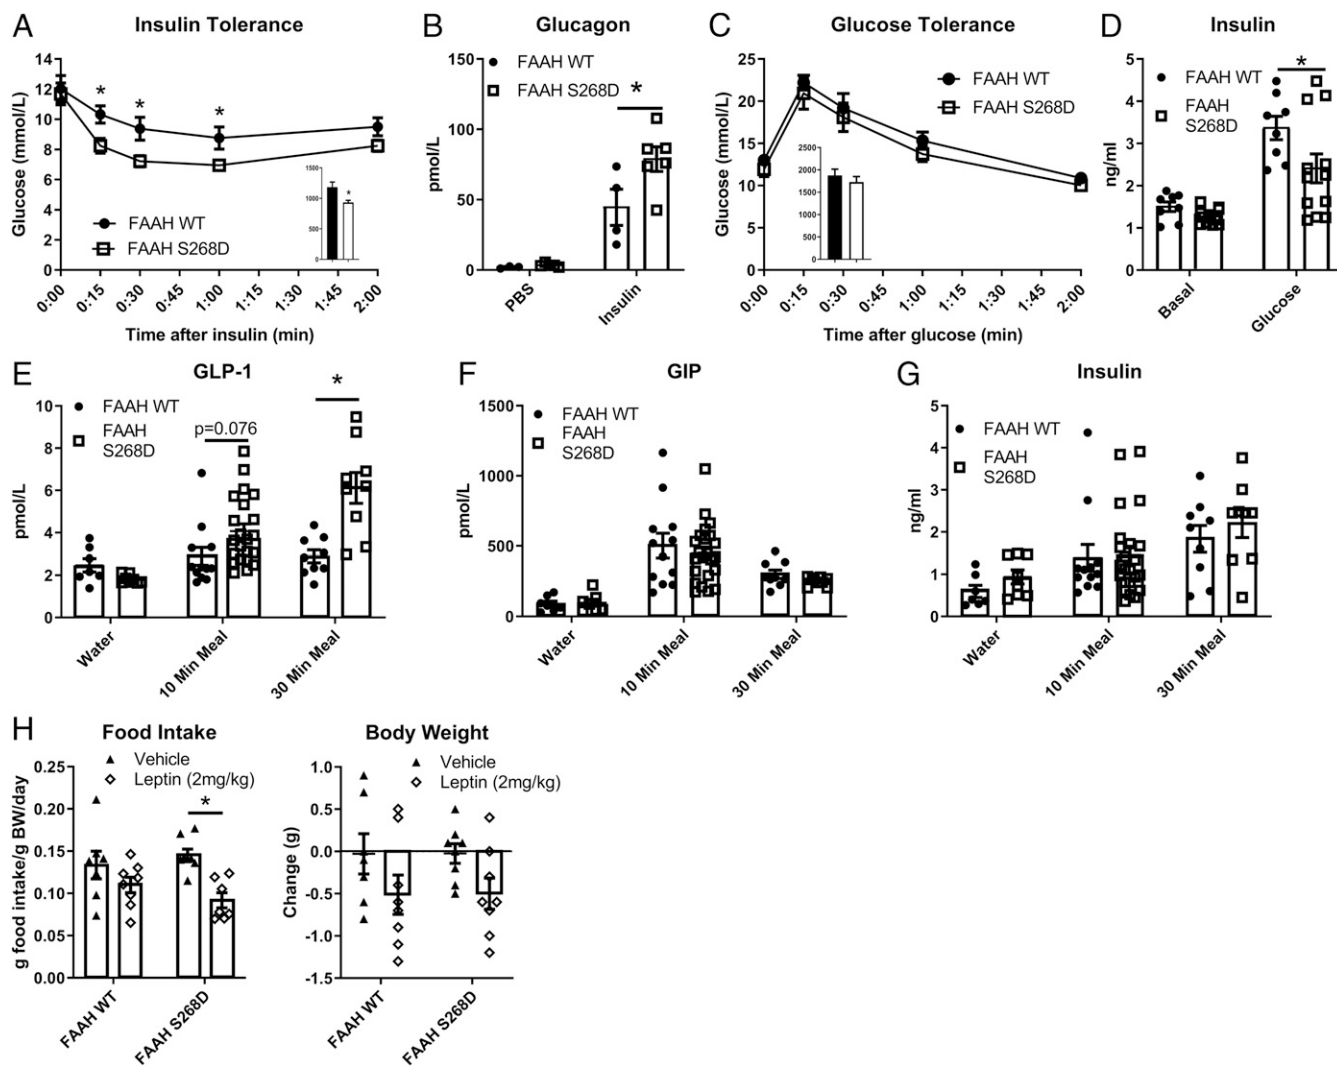 A
Insulin Tolerance
Glucose (mmol/L)
14
12
10
8
6
4
2
0
*
*
*
FAAH WT
FAAH S268D
1500
1000
500
0
*
0:00
0:15
0:30
0:45
1:00
1:15
1:30
1:45
2:00
Time after insulin (min)
B
Glucagon
pmol/L
150
100
50
0
FAAH WT
FAAH S268D
*
PBS
Insulin
C
Glucose Tolerance
Glucose (mmol/L)
25
20
15
10
5
0
FAAH WT
FAAH S268D
2500
2000
1500
1000
500
0
0:00
0:15
0:30
0:45
1:00
1:15
1:30
1:45
2:00
Time after glucose (min)
D
Insulin
ng/ml
5
4
3
2
1
0
FAAH WT
FAAH
S268D
*
Basal
Glucose
E
GLP-1
pmol/L
10
8
6
4
2
0
FAAH WT
FAAH
S268D
p=0.076
*
Water
10 Min Meal
30 Min Meal
F
GIP
pmol/L
1500
1000
500
0
FAAH WT
FAAH
S268D
Water
10 Min Meal
30 Min Meal
G
Insulin
ng/ml
5
4
3
2
1
0
FAAH WT
FAAH
S268D
Water
10 Min Meal
30 Min Meal
H
Food Intake
Vehicle
Leptin (2mg/kg)
g food intake/g BW/day
0.25
0.20
0.15
0.10
0.05
0.00
*
FAAH WT
FAAH S268D
Body Weight
Vehicle
Leptin (2mg/kg)
Change (g)
1.0
0.5
0.0
-0.5
-1.0
-1.5
FAAH WT
FAAH S268D